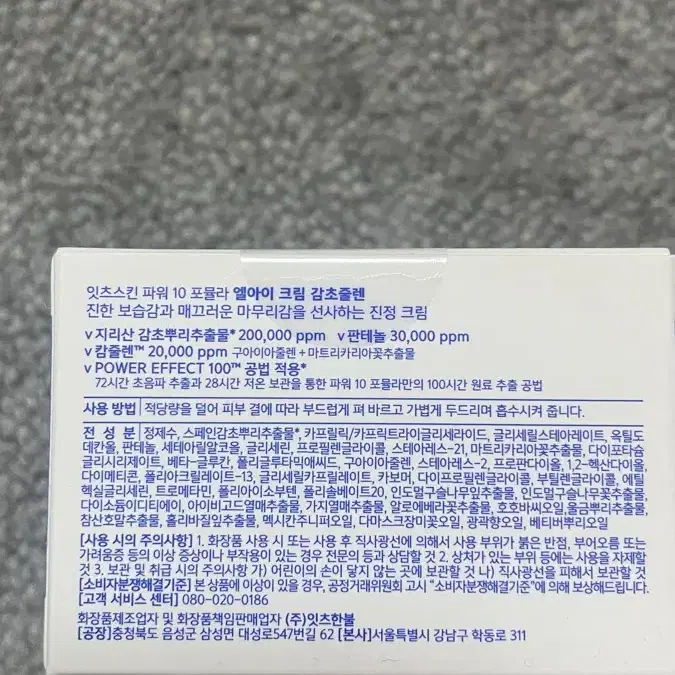 잇츠스킨 파워 10 포뮬라 엘아이 크림 감초줄렌
진한 보습감과 매끄러운 마무리감을 선사하는 진정 크림
v 지리산 감초뿌리추출물* 200,000 ppm v 판테놀 30,000 ppm
v 캄줄렌™ 20,000 ppm 구아이아줄렌 + 마트리카리아꽃추출물
v POWER EFFECT 100™ 공법 적용*
72시간 초음파 추출과 28시간 저온 보관을 통한 파워 10 포뮬라만의 100시간 원료 추출 공법
사용 방법 적당량을 덜어 피부 결에 따라 부드럽게 펴 바르고 가볍게 두드리며 흡수시켜 줍니다.
전 성 분 정제수, 스페인감초뿌리추출물*, 카프릴릭/카프릭트라이글리세라이드, 글리세릴스테아레이트, 옥틸도
데칸올, 판테놀, 세테아릴알코올, 글리세린, 프로필렌글라이콜, 스테아레스-21, 마트리카리아꽃추출물, 다이포타슘
글리시리제이트, 베타-글루칸, 폴리글루타믹애씨드, 구아이아줄렌, 스테아레스-2, 프로판다이올, 1,2-헥산다이올,
다이메티콘, 폴리아크릴레이트-13, 글리세릴카프릴레이트, 카보머, 다이프로필렌글라이콜, 부틸렌글라이콜, 에틸
헥실글리세린, 트로메타민, 폴리아이소부텐, 폴리솔베이트20, 인도멀구슬나무잎추출물, 인도멀구슬나무꽃추출물,
다이소듐이디티에이, 아이비고드열매추출물, 가지열매추출물, 알로에베라꽃추출물, 호호바씨오일, 울금뿌리추출물,
참산호말추출물, 홀리바질잎추출물, 멕시칸주니퍼오일, 다마스크장미꽃오일, 광곽향오일, 베티버뿌리오일
[사용 시의 주의사항] 1. 화장품 사용 시 또는 사용 후 직사광선에 의해서 사용 부위가 붉은 반점, 부어오름 또는
가려움증 등의 이상 증상이나 부작용이 있는 경우 전문의 등과 상담할 것 2. 상처가 있는 부위 등에는 사용을 자제할
것 3. 보관 및 취급 시의 주의사항 가) 어린이의 손이 닿지 않는 곳에 보관할 것 나) 직사광선을 피해서 보관할 것
[소비자분쟁해결기준] 본 상품에 이상이 있을 경우, 공정거래위원회 고시 "소비자분쟁해결기준"에 의해 보상해드립니다.
[고객 서비스 센터] 080-020-0186
화장품제조업자 및 화장품책임판매업자 (주)잇츠한불
[공장]충청북도 음성군 삼성면 대성로547번길 62 [본사]서울특별시 강남구 학동로 311